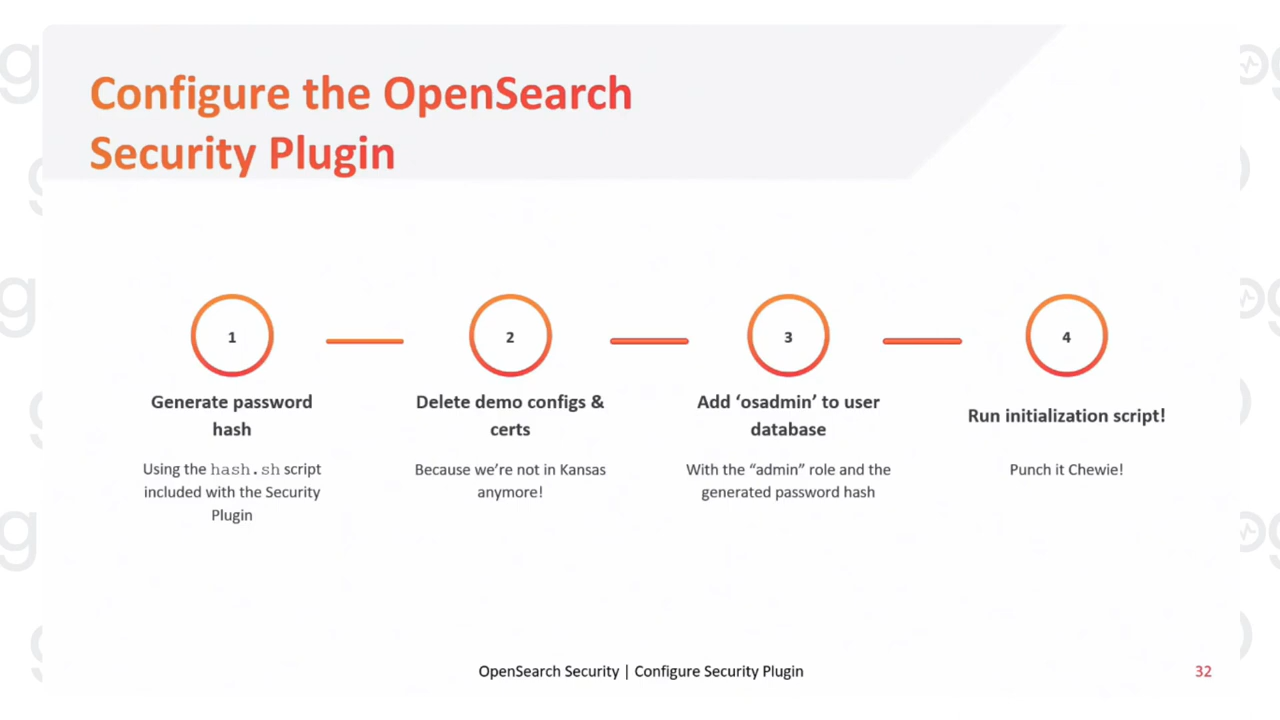 Configure the OpenSearch
Security Plugin
1
2
3
4
Generate password
hash
Using the hash.sh script
included with the Security
Plugin
Delete demo configs &
certs
Because we’re not in Kansas
anymore!
Add ‘osadmin’ to user
database
With the “admin” role and the
generated password hash
Run initialization script!
Punch it Chewie!
OpenSearch Security | Configure Security Plugin
32